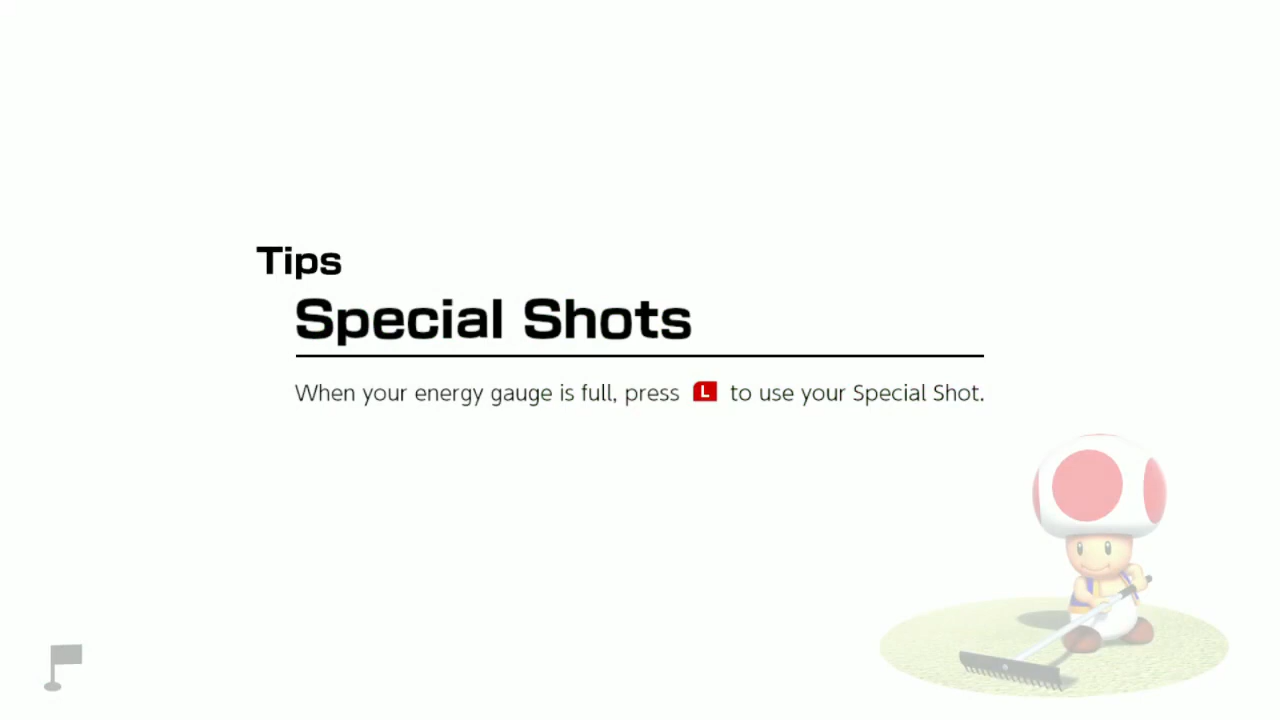 Tips
Special Shots
When your energy gauge is full, press L to use your Special Shot.